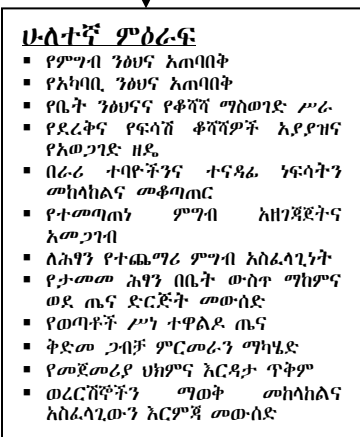 ሁለተኛ ምዕራፍ
▪ የምግብ ንፅህና አጠባበቅ
▪ የአካባቢ ንፅህና አጠባበቅ
▪ የቤት ንፅህናና የቆሻሻ ማስወገድ ሥራ
▪ የደረቅና የፍሳሽ ቆሻሻዎች አያያዝና
የአወጋገድ ዘዴ
▪ በራሪ ተባዮችንና ተናዳፊ ነፍሳትን
መከላከልና መቆጣጠር
▪ የተመጣጠነ ምግብ አዘገጃጀትና
አመጋገብ
▪ ለሕፃን የተጨማሪ ምግብ አስፈላጊነት
▪ የታመመ ሕፃን በቤት ውስጥ ማከምና
ወደ ጤና ድርጅት መውሰድ
▪ የወጣቶች ሥነ ተዋልዶ ጤና
▪ ቅድመ ጋብቻ ምርመራን ማካሄድ
▪ የመጀመሪያ ህክምና እርዳታ ጥቅም
▪ ወረርሽኞችን ማወቅ መከላከልና
አስፈላጊውን እርምጃ መውሰድ